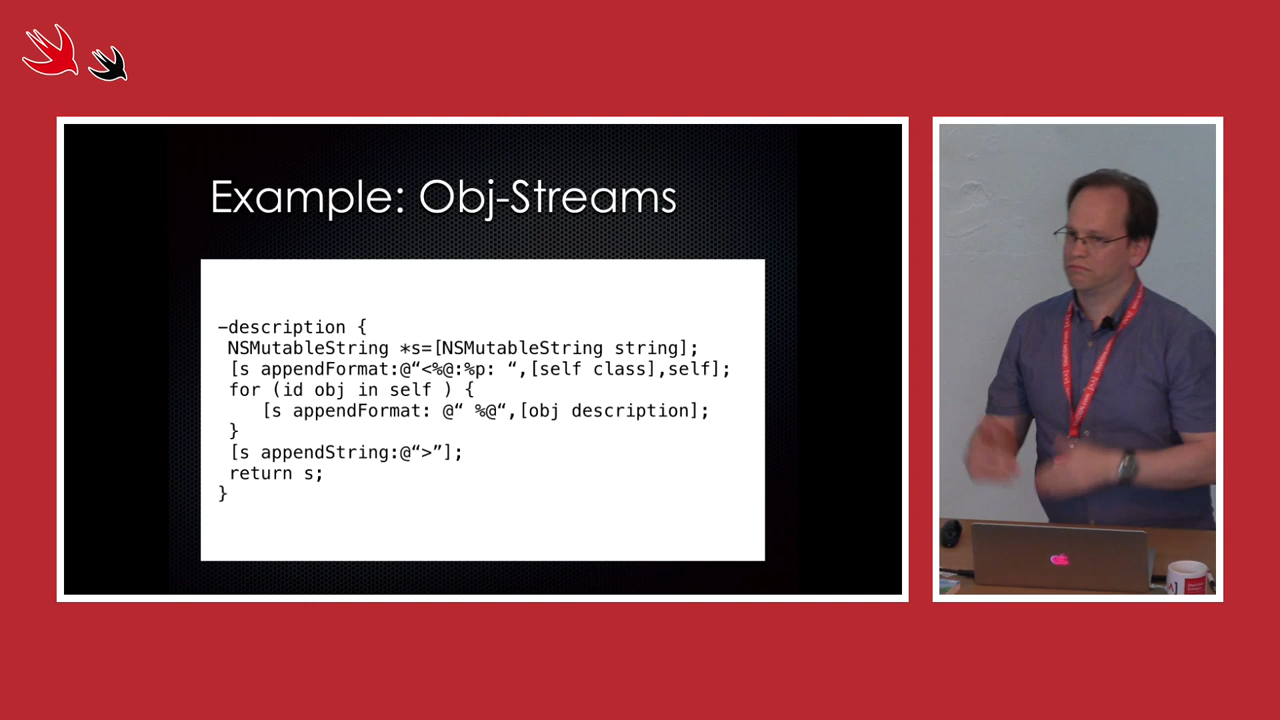 Example: Obj-Streams
–description {
NSMutableString *s=[NSMutableString string];
[s appendFormat:@“<%@:%p: “,[self class],self];
for (id obj in self ) {
[s appendFormat: @“ %@“,[obj description];
}
[s appendString:@“>”];
return s;
}